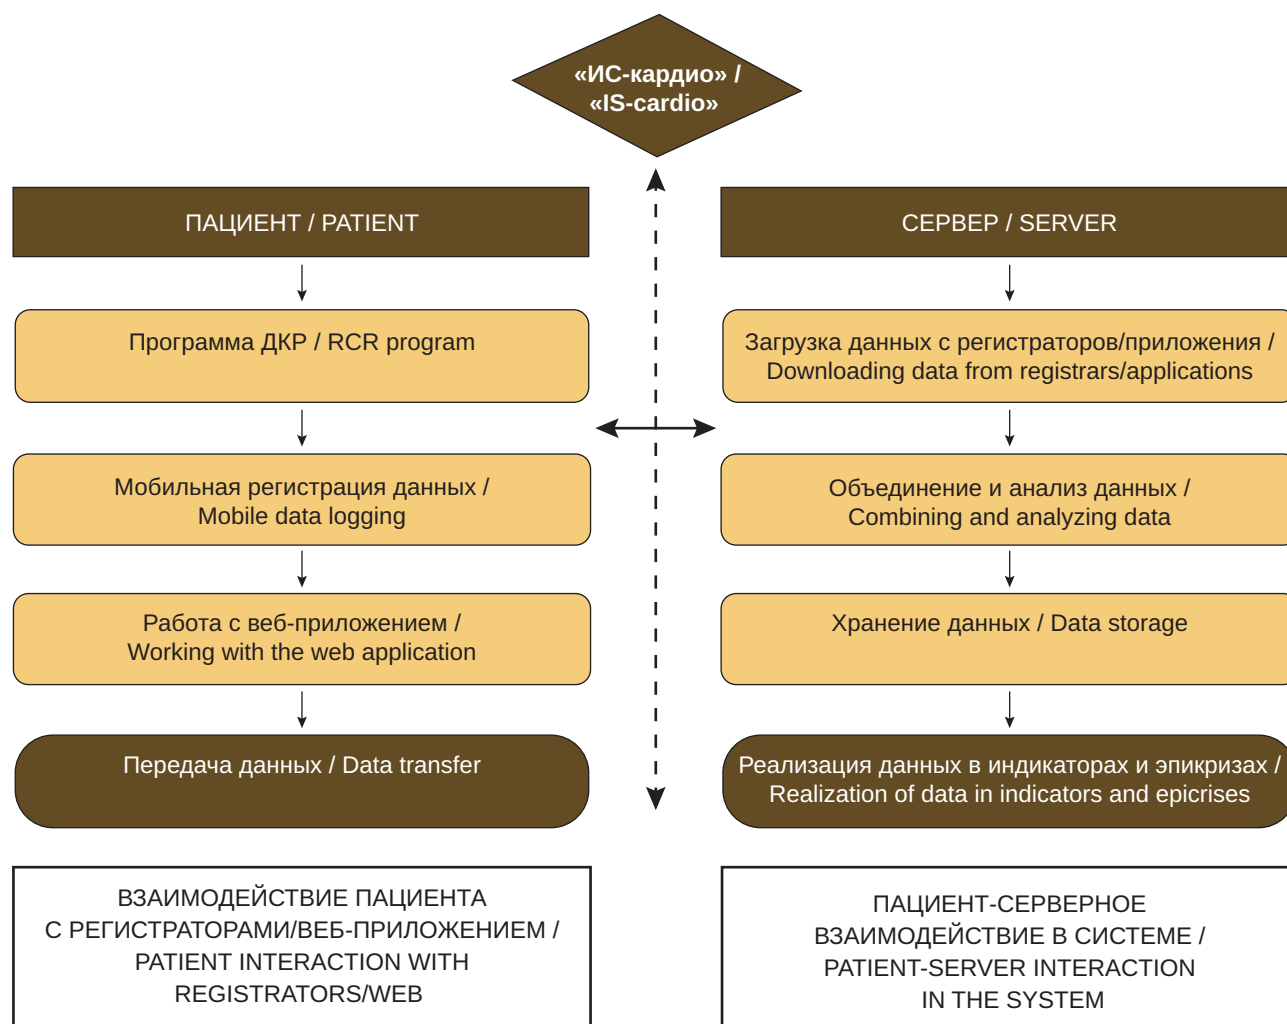 «ИС-кардио» /
«IS-cardio»
ПАЦИЕНТ / PATIENT
Программа ДКР / RCR program
Мобильная регистрация данных /
Mobile data logging
Работа с веб-приложением /
Working with the web application
Передача данных / Data transfer
ВЗАИМОДЕЙСТВИЕ ПАЦИЕНТА
С РЕГИСТРАТОРАМИ/ВЕБ-ПРИЛОЖЕНИЕМ /
PATIENT INTERACTION WITH
REGISTRATORS/WEB
СЕРВЕР / SERVER
Загрузка данных с регистраторов/приложения /
Downloading data from registrars/applications
Объединение и анализ данных /
Combining and analyzing data
Хранение данных / Data storage
Реализация данных в индикаторах и эпикризах /
Realization of data in indicators and epicrises
ПАЦИЕНТ-СЕРВЕРНОЕ
ВЗАИМОДЕЙСТВИЕ В СИСТЕМЕ /
PATIENT-SERVER INTERACTION
IN THE SYSTEM